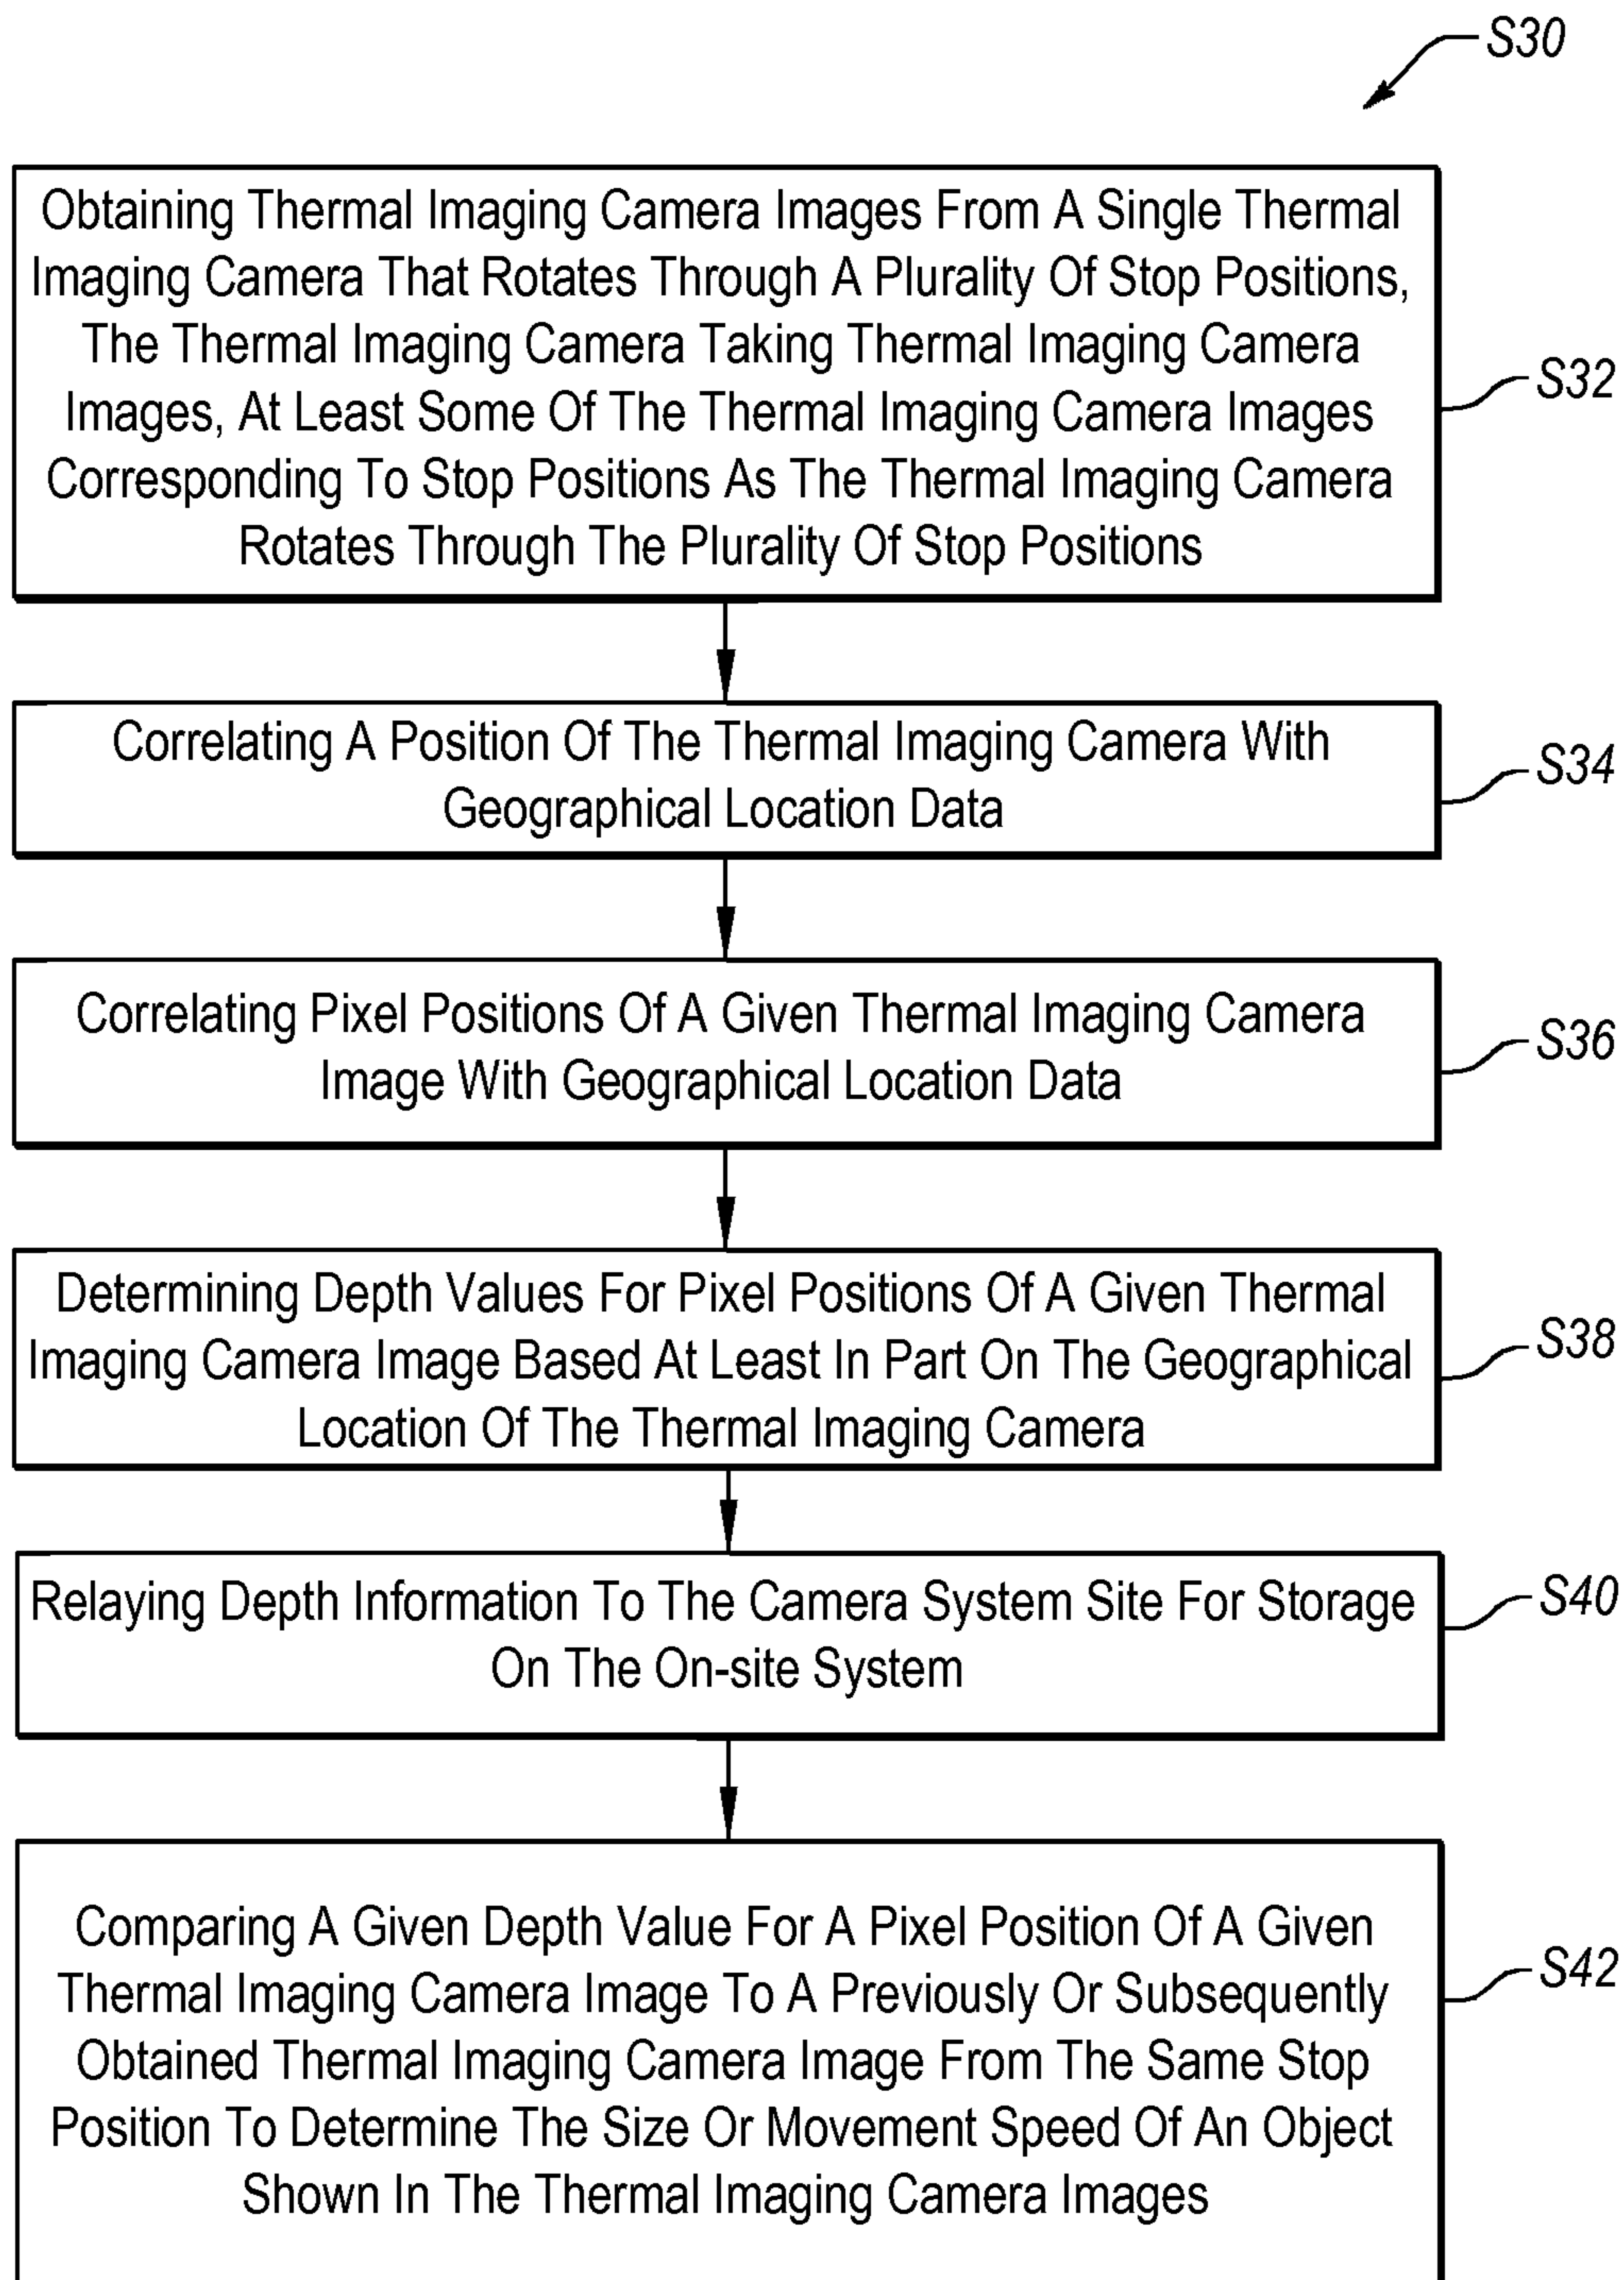 S30
Obtaining Thermal Imaging Camera Images From A Single Thermal
Imaging Camera That Rotates Through A Plurality Of Stop Positions,
The Thermal Imaging Camera Taking Thermal Imaging Camera
Images, At Least Some Of The Thermal Imaging Camera Images
Corresponding To Stop Positions As The Thermal Imaging Camera
Rotates Through The Plurality Of Stop Positions
S32
Correlating A Position Of The Thermal Imaging Camera With
Geographical Location Data
S34
Correlating Pixel Positions Of A Given Thermal Imaging Camera
Image With Geographical Location Data
S36
Determining Depth Values For Pixel Positions Of A Given Thermal
Imaging Camera Image Based At Least In Part On The Geographical
Location Of The Thermal Imaging Camera
S38
Relaying Depth Information To The Camera System Site For Storage
On The On-site System
S40
Comparing A Given Depth Value For A Pixel Position Of A Given
Thermal Imaging Camera Image To A Previously Or Subsequently
Obtained Thermal Imaging Camera Image From The Same Stop
Position To Determine The Size Or Movement Speed Of An Object
Shown In The Thermal Imaging Camera Images
S42